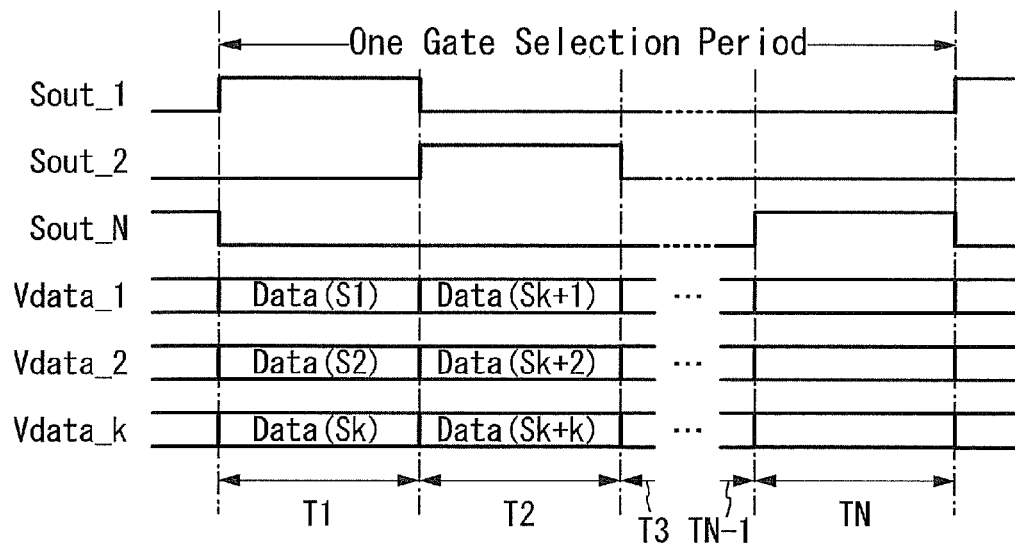 One Gate Selection Period
Sout_1
Sout_2
Sout_N
Vdata_1 Data(S1) Data(Sk+1) ...
Vdata_2 Data(S2) Data(Sk+2) ...
Vdata_k Data(Sk) Data(Sk+k) ...
T1 T2 T3 TN-1 TN